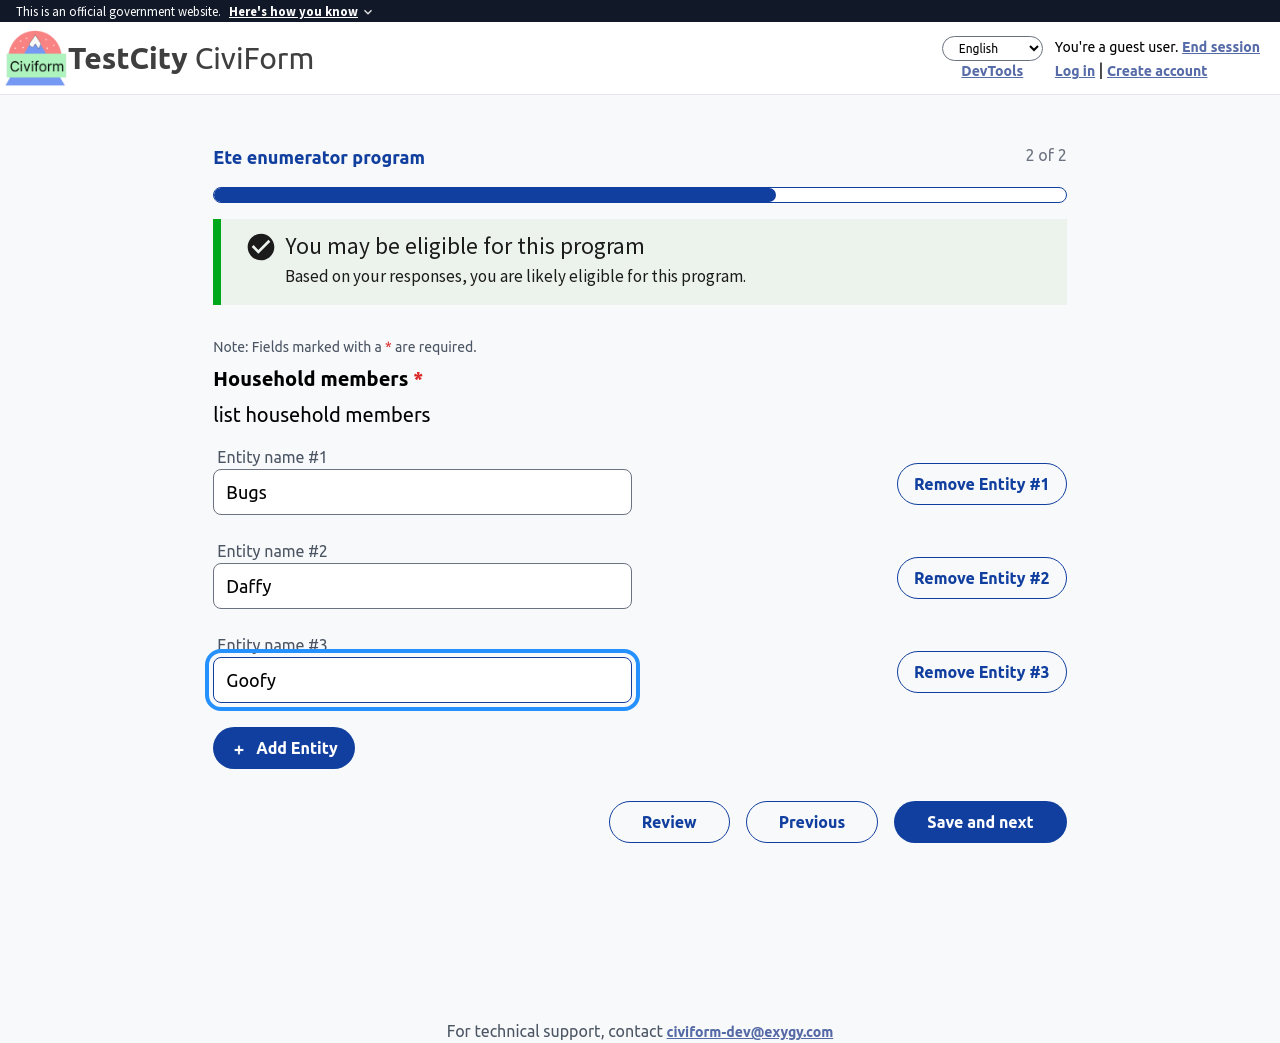 This is an official government website. Here's how you know
Civiform
TestCity CiviForm
English
You're a guest user. End session
DevTools
Log in | Create account
Ete enumerator program
2 of 2
You may be eligible for this program
Based on your responses, you are likely eligible for this program.
Note: Fields marked with a * are required.
Household members *
list household members
Entity name #1
Bugs
Remove Entity #1
Entity name #2
Daffy
Remove Entity #2
Entity name #3
Goofy
Remove Entity #3
+ Add Entity
Review
Previous
Save and next
For technical support, contact civiform-dev@exygy.com